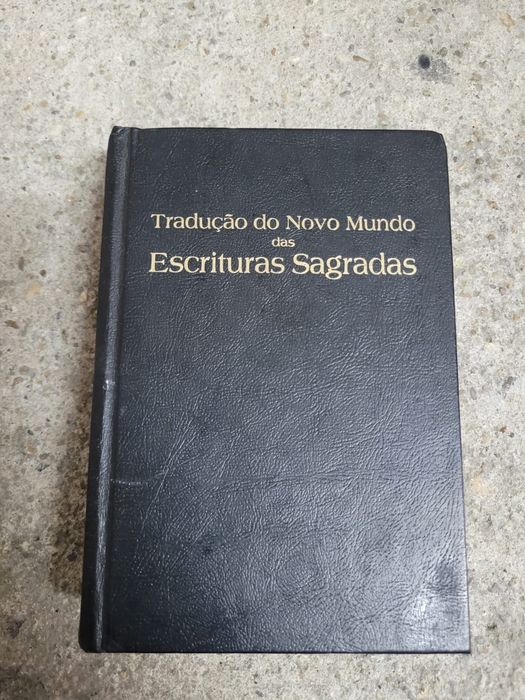 Tradução do Novo Mundo
das
Escrituras Sagradas